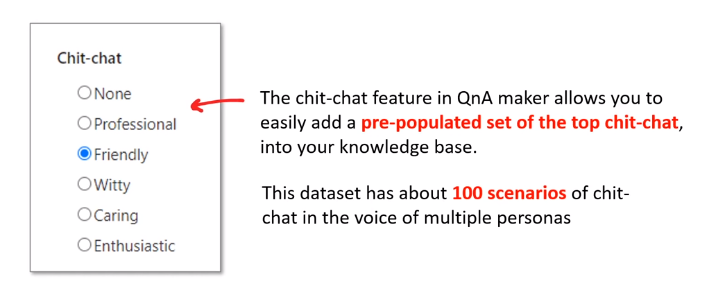 Chit-chat
None
Professional
Friendly
Witty
Caring
Enthusiastic
The chit-chat feature in QnA maker allows you to
easily add a pre-populated set of the top chit-chat,
into your knowledge base.
This dataset has about 100 scenarios of chit-
chat in the voice of multiple personas